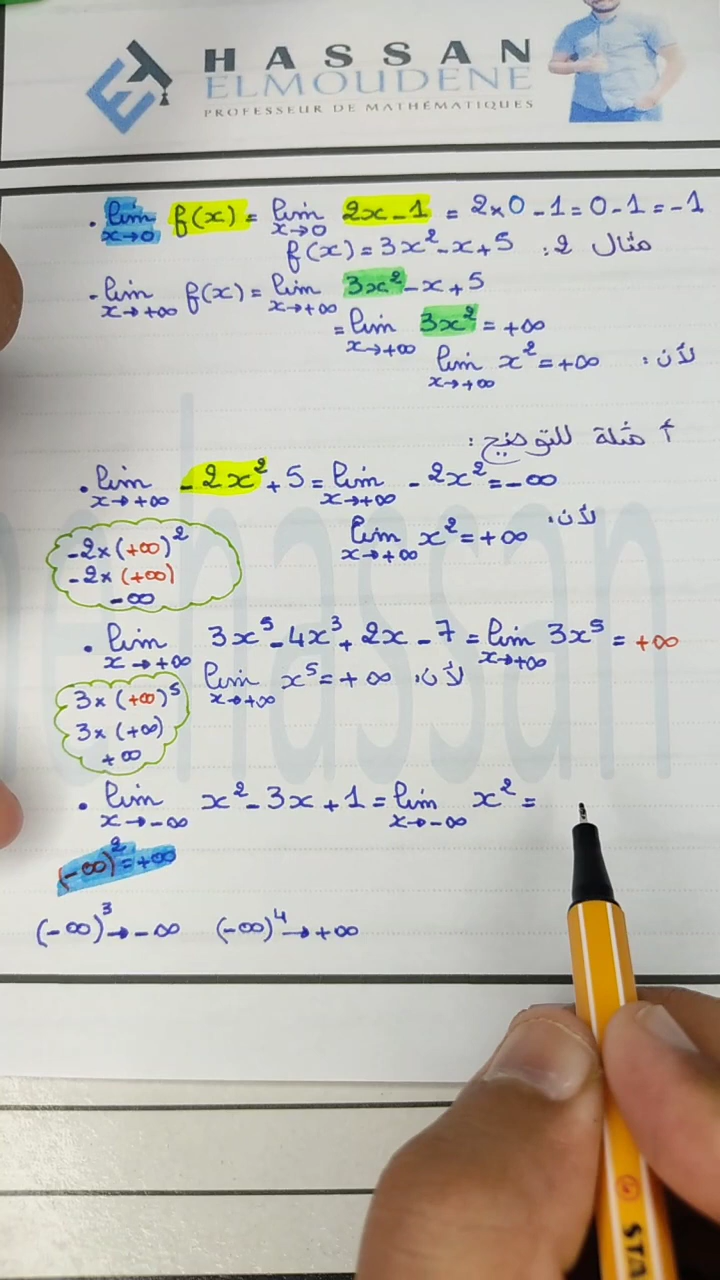 HASSAN
ELMOUDENE
PROFESSEUR DE MATHÉMATIQUES
. lim x→0 f(x) = lim x→0 2x - 1 = 2×0 - 1 = 0 - 1 = -1
مثال 2: f(x) = 3x² - x + 5
- lim x→+∞ f(x) = lim x→+∞ 3x² - x + 5
= lim x→+∞ 3x² = +∞
لأن: lim x→+∞ x² = +∞
أمثلة للتوضيح:
. lim x→+∞ -2x² + 5 = lim x→+∞ -2x² = -∞
لأن: lim x→+∞ x² = +∞
-2×(+∞)²
-2×(+∞)
-∞
. lim x→+∞ 3x⁵ - 4x³ + 2x - 7 = lim x→+∞ 3x⁵ = +∞
لأن: lim x→+∞ x⁵ = +∞
3×(+∞)⁵
3×(+∞)
+∞
. lim x→-∞ x² - 3x + 1 = lim x→-∞ x² =
(-∞)² = +∞
(-∞)³ → -∞ (-∞)⁴ → +∞
hassan
STA